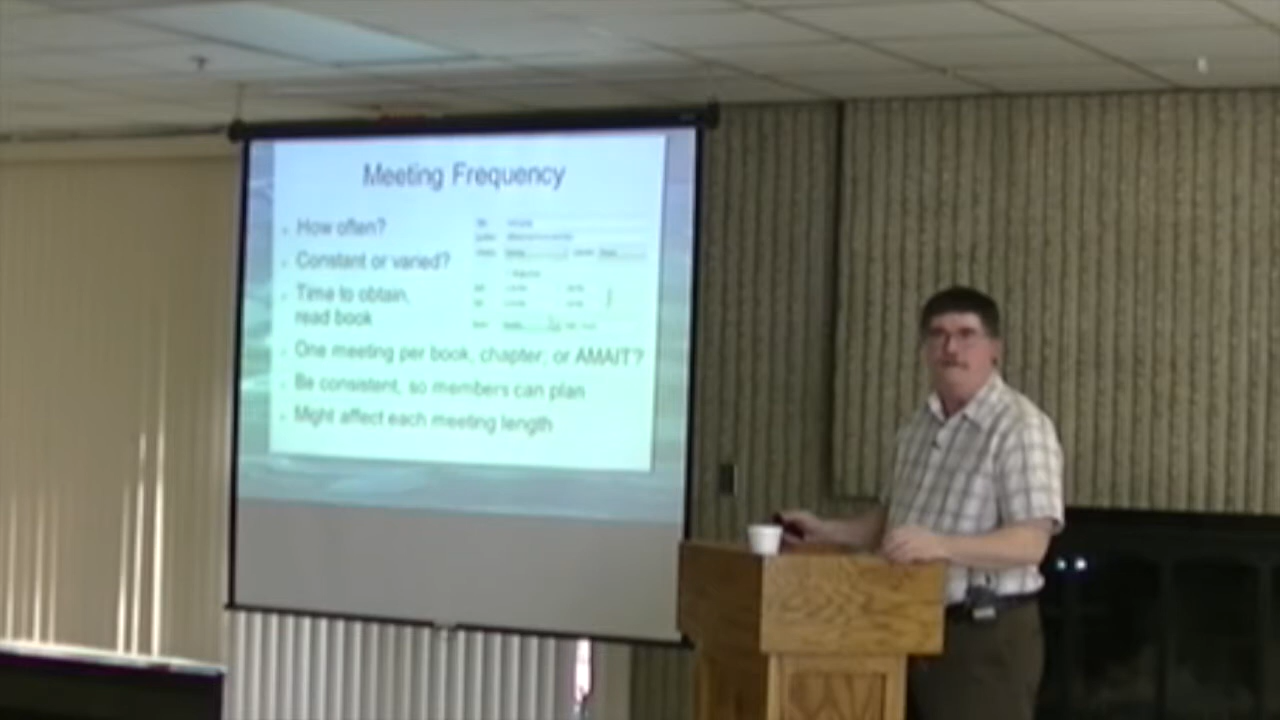 Meeting Frequency
How often?
Constant or varied?
Time to obtain,
read book
One meeting per book, chapter, or AMAIT?
Be consistent, so members can plan
Might affect each meeting length